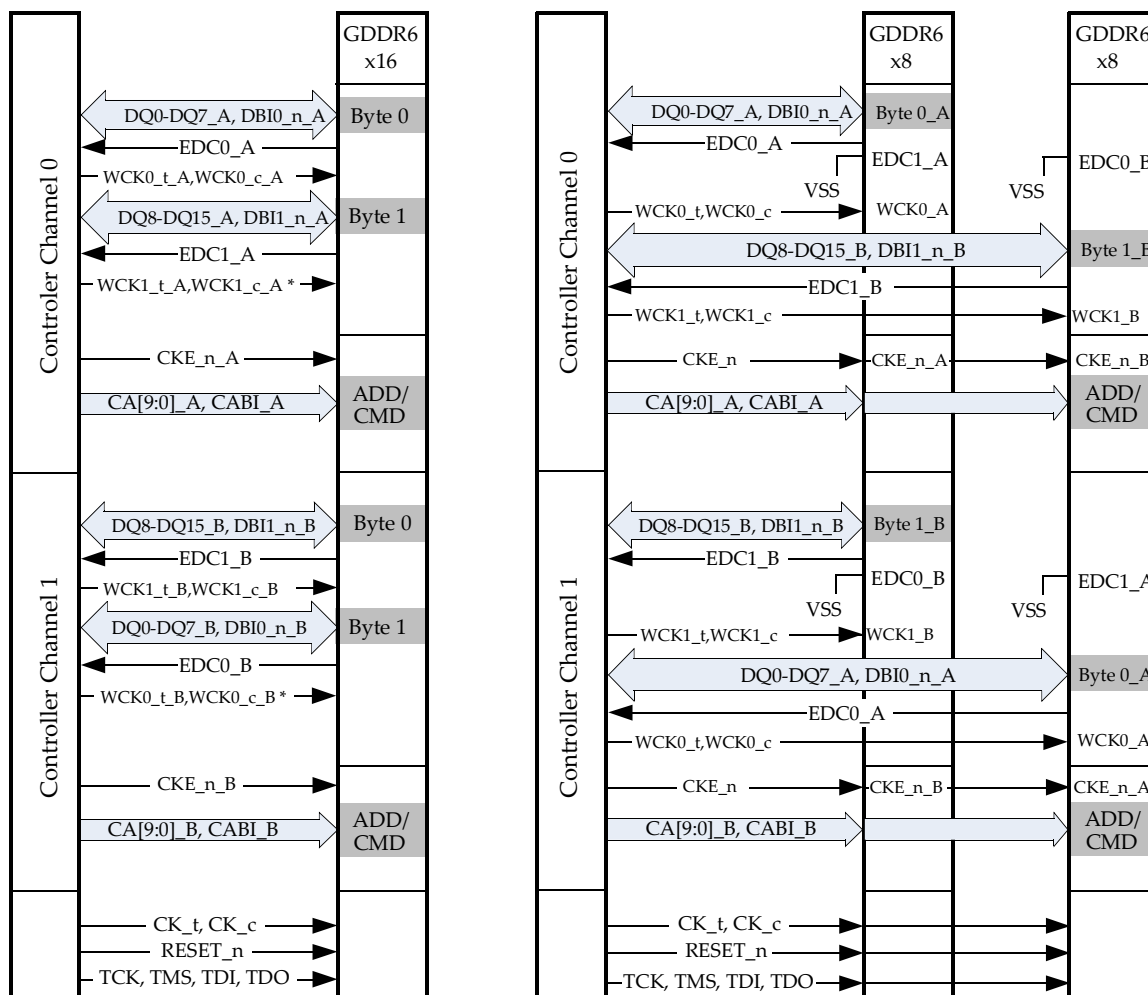 GDDR6
x16
Controler Channel 0
DQ0-DQ7_A, DBI0_n_A
Byte 0
EDC0_A
WCK0_t_A,WCK0_c_A
DQ8-DQ15_A, DBI1_n_A
Byte 1
EDC1_A
WCK1_t_A,WCK1_c_A *
CKE_n_A
CA[9:0]_A, CABI_A
ADD/
CMD
Controller Channel 1
DQ8-DQ15_B, DBI1_n_B
Byte 0
EDC1_B
WCK1_t_B,WCK1_c_B
DQ0-DQ7_B, DBI0_n_B
Byte 1
EDC0_B
WCK0_t_B,WCK0_c_B *
CKE_n_B
CA[9:0]_B, CABI_B
ADD/
CMD
CK_t, CK_c
RESET_n
TCK, TMS, TDI, TDO
GDDR6
x8
GDDR6
x8
Controller Channel 0
DQ0-DQ7_A, DBI0_n_A
Byte 0_A
EDC0_A
EDC1_A
VSS
EDC0_B
VSS
WCK0_t,WCK0_c
WCK0_A
DQ8-DQ15_B, DBI1_n_B
Byte 1_B
EDC1_B
WCK1_t,WCK1_c
WCK1_B
CKE_n
CKE_n_A
CKE_n_B
CA[9:0]_A, CABI_A
ADD/
CMD
Controller Channel 1
DQ8-DQ15_B, DBI1_n_B
Byte 1_B
EDC1_B
EDC0_B
VSS
EDC1_A
VSS
WCK1_t,WCK1_c
WCK1_B
DQ0-DQ7_A, DBI0_n_A
Byte 0_A
EDC0_A
WCK0_t,WCK0_c
WCK0_A
CKE_n
CKE_n_B
CKE_n_A
CA[9:0]_B, CABI_B
ADD/
CMD
CK_t, CK_c
RESET_n
TCK, TMS, TDI, TDO